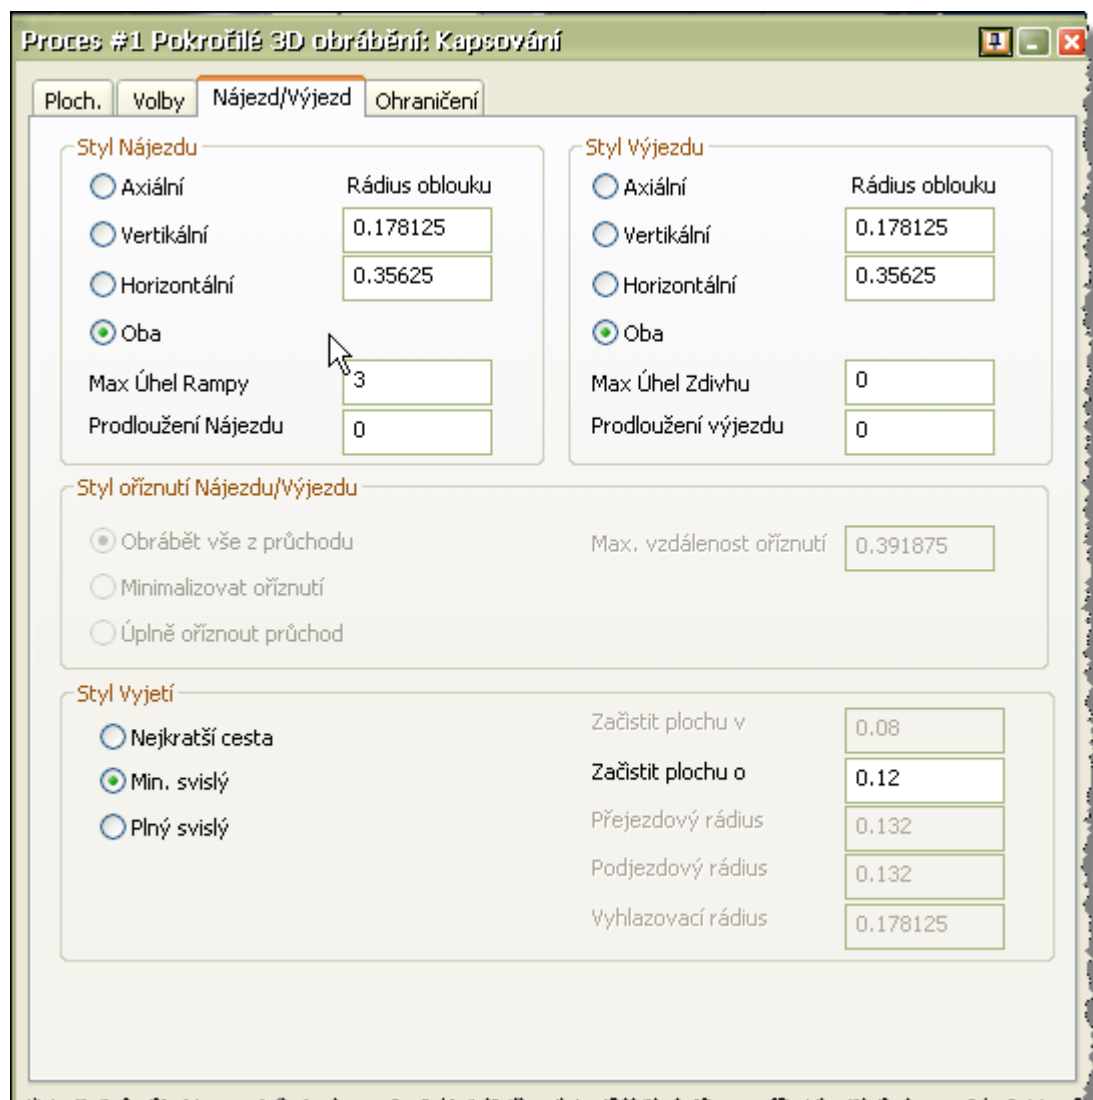 Proces #1 Pokročilé 3D obrábění: Kapsování
Ploch. Volby Nájezd/Výjezd Ohraničení
Styl Nájezdu
Axiální Rádius oblouku
Vertikální 0.178125
Horizontální 0.35625
Oba
Max Úhel Rampy 3
Prodloužení Nájezdu 0
Styl Výjezdu
Axiální Rádius oblouku
Vertikální 0.178125
Horizontální 0.35625
Oba
Max Úhel Zdivhu 0
Prodloužení výjezdu 0
Styl oříznutí Nájezdu/Výjezdu
Obrábět vše z průchodu Max. vzdálenost oříznutí 0.391875
Minimalizovat oříznutí
Úplně oříznout průchod
Styl Vyjetí
Nejkratší cesta
Min. svislý
Plný svislý
Začistit plochu v 0.08
Začistit plochu o 0.12
Přejezdový rádius 0.132
Podjezdový rádius 0.132
Vyhlazovací rádius 0.178125